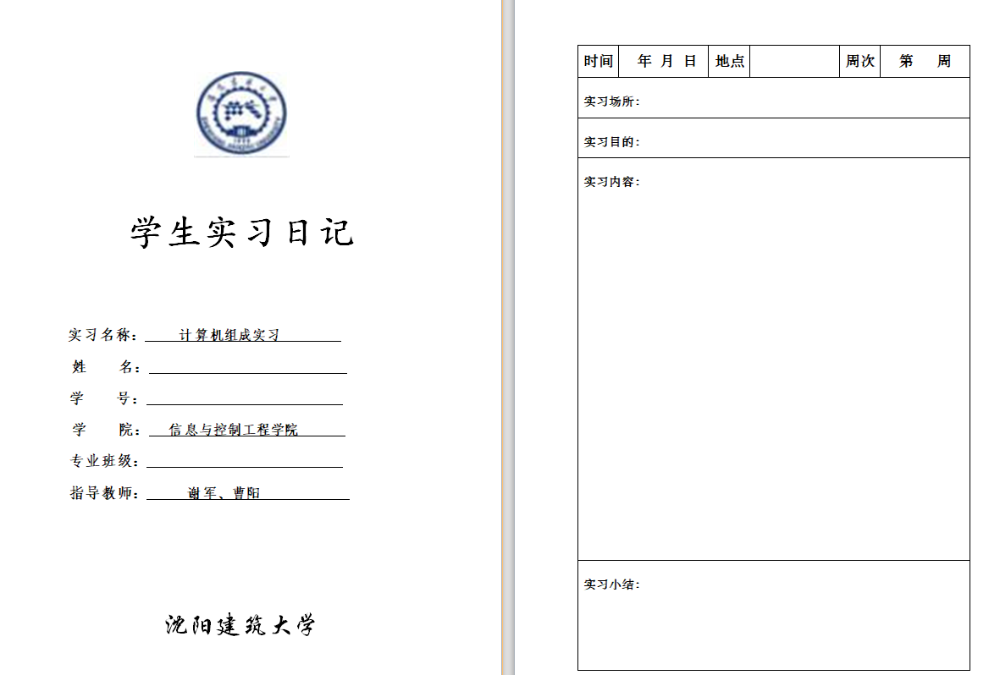 学生实习日记
实习名称： 计算机组成实习
姓 名：
学 号：
学 院： 信息与控制工程学院
专业班级：
指导教师： 谢军、曹阳
沈阳建筑大学
时间 年 月 日 地点 周次 第 周
实习场所：
实习目的：
实习内容：
实习小结：